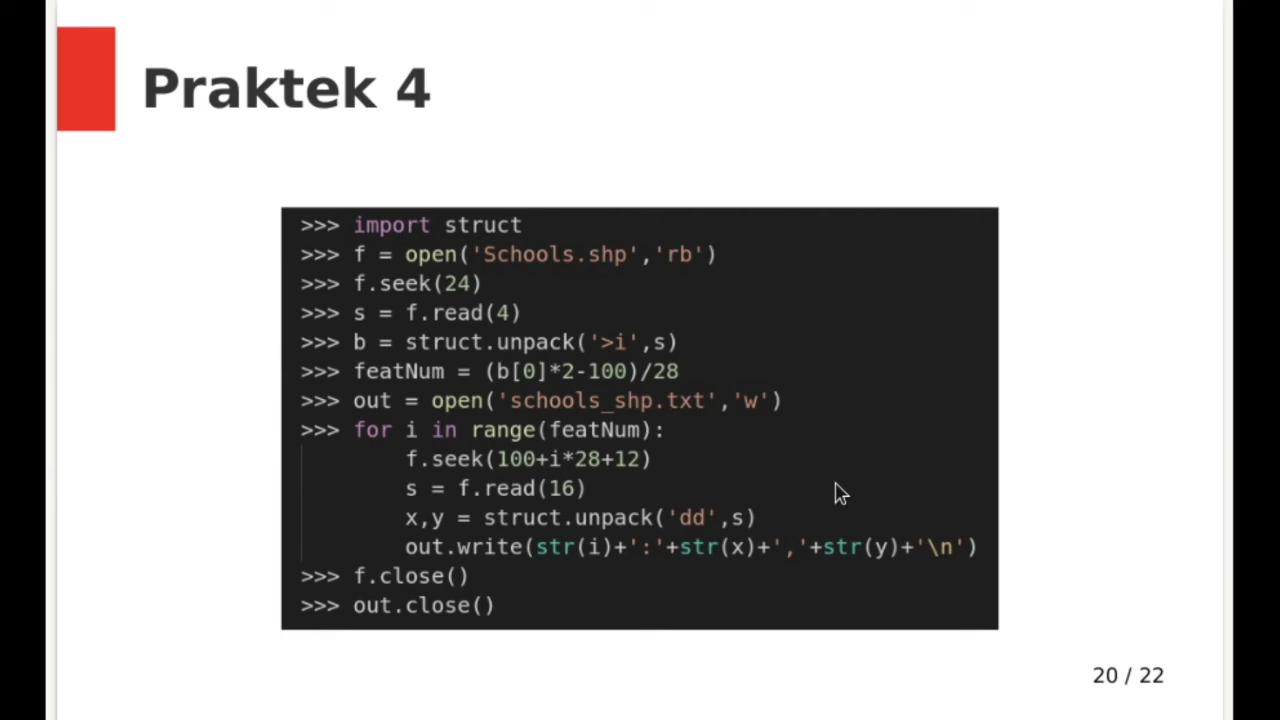 Praktek 4
>>> import struct
>>> f = open('Schools.shp','rb')
>>> f.seek(24)
>>> s = f.read(4)
>>> b = struct.unpack('>i',s)
>>> featNum = (b[0]*2-100)/28
>>> out = open('schools_shp.txt','w')
>>> for i in range(featNum):
        f.seek(100+i*28+12)
        s = f.read(16)
        x,y = struct.unpack('dd',s)
        out.write(str(i)+':'+str(x)+','+str(y)+'\n')
>>> f.close()
>>> out.close()
20 / 22